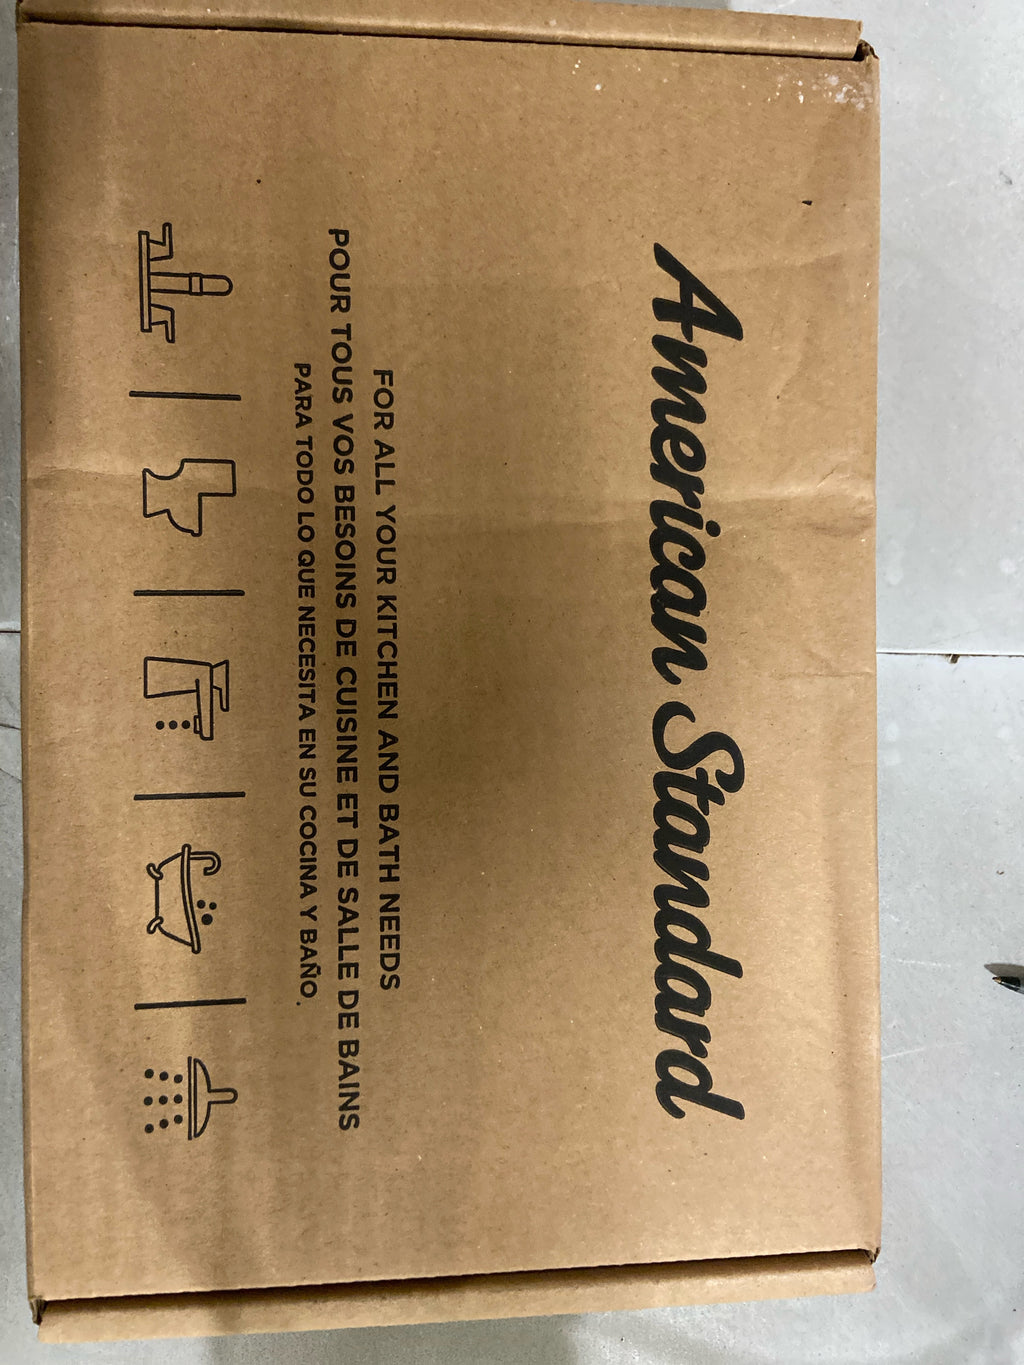 American Standard
FOR ALL YOUR KITCHEN AND BATH NEEDS
POUR TOUS VOS BESOINS DE CUISINE ET DE SALLE DE BAINS
PARA TODO LO QUE NECESITA EN SU COCINA Y BAÑO.